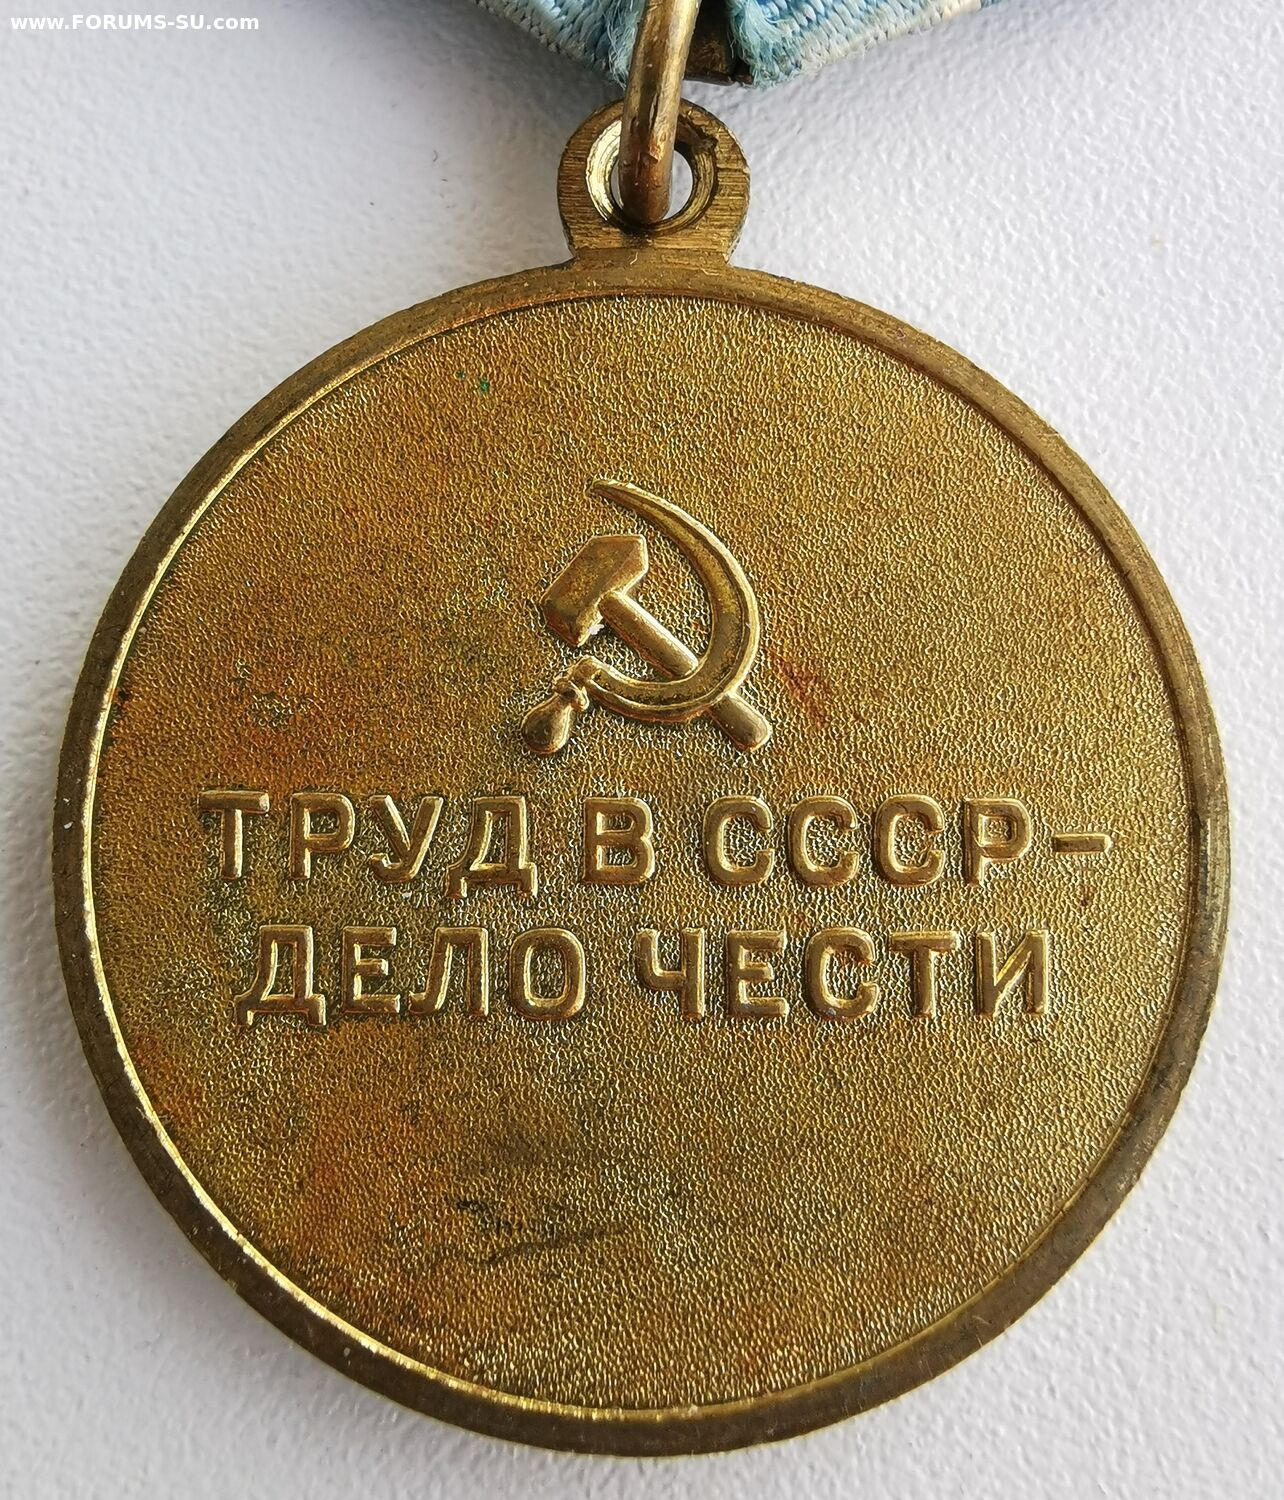 www.FORUMS-SU.com
ТРУД В СССР–
ДЕЛО ЧЕСТИ